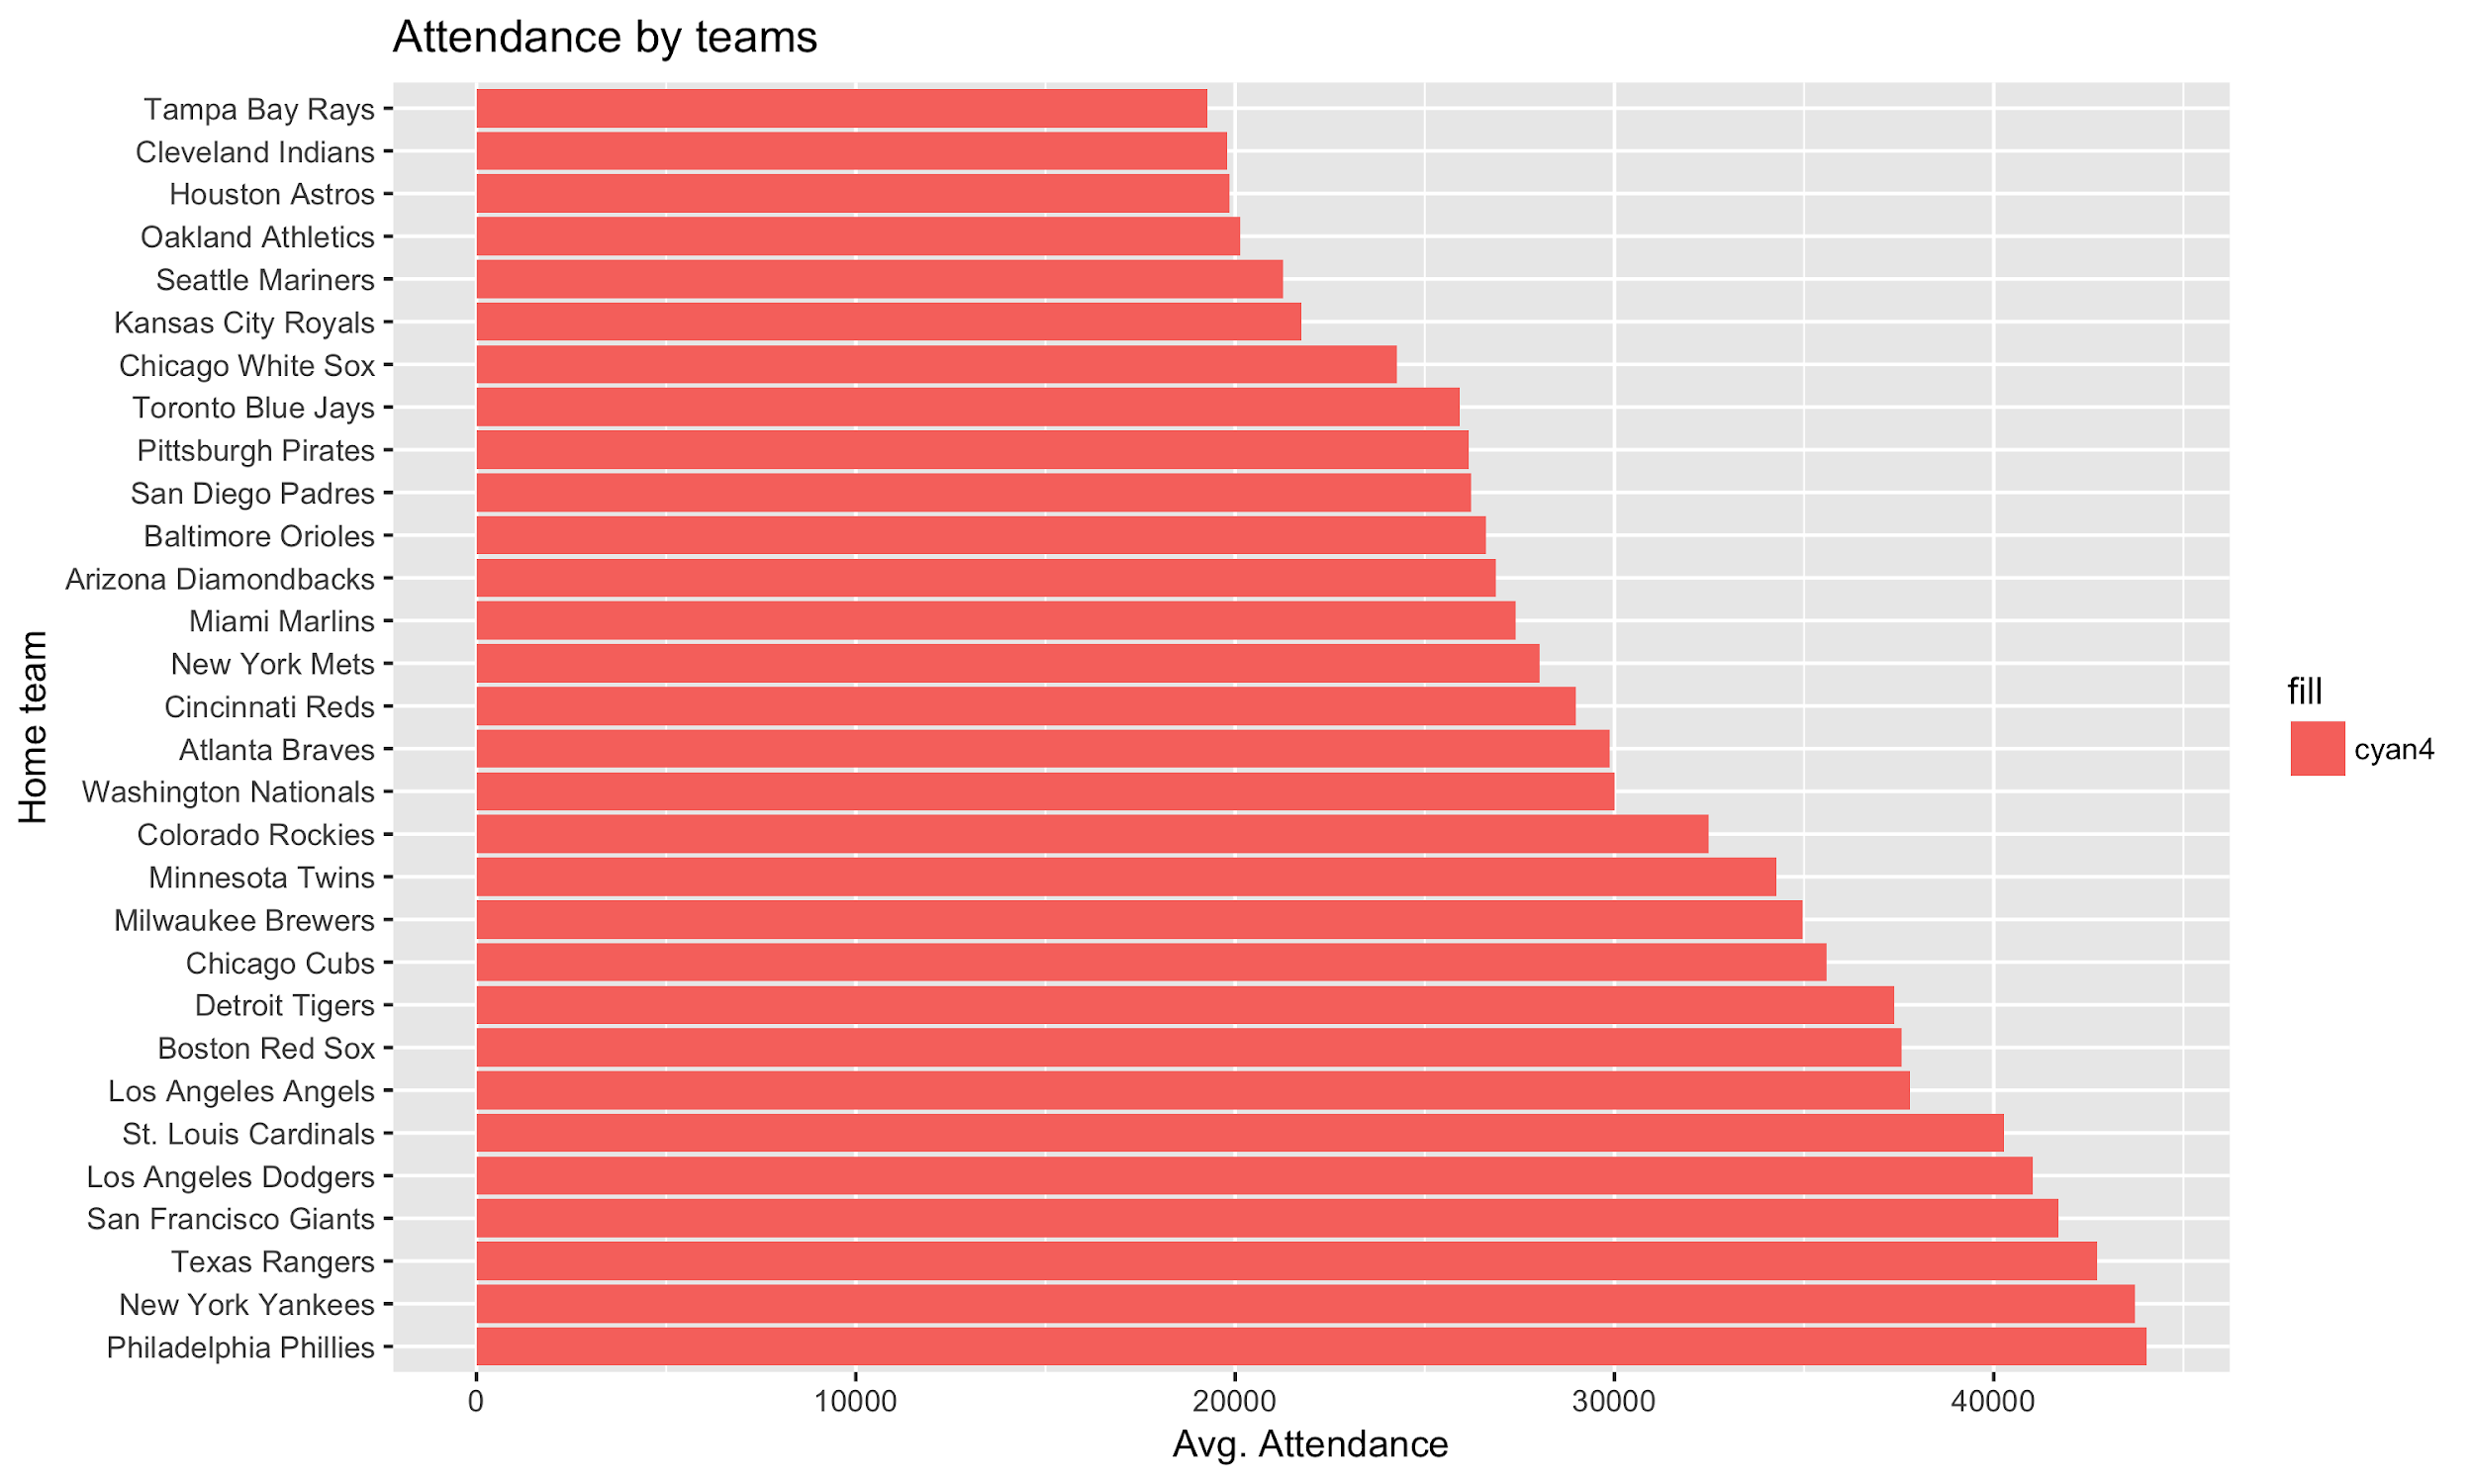 Attendance by teams
Tampa Bay Rays
Cleveland Indians
Houston Astros
Oakland Athletics
Seattle Mariners
Kansas City Royals
Chicago White Sox
Toronto Blue Jays
Pittsburgh Pirates
San Diego Padres
Baltimore Orioles
Arizona Diamondbacks
Miami Marlins
New York Mets
Cincinnati Reds
Atlanta Braves
Washington Nationals
Colorado Rockies
Minnesota Twins
Milwaukee Brewers
Chicago Cubs
Detroit Tigers
Boston Red Sox
Los Angeles Angels
St. Louis Cardinals
Los Angeles Dodgers
San Francisco Giants
Texas Rangers
New York Yankees
Philadelphia Phillies
Home team
0 10000 20000 30000 40000
Avg. Attendance
fill
cyan4